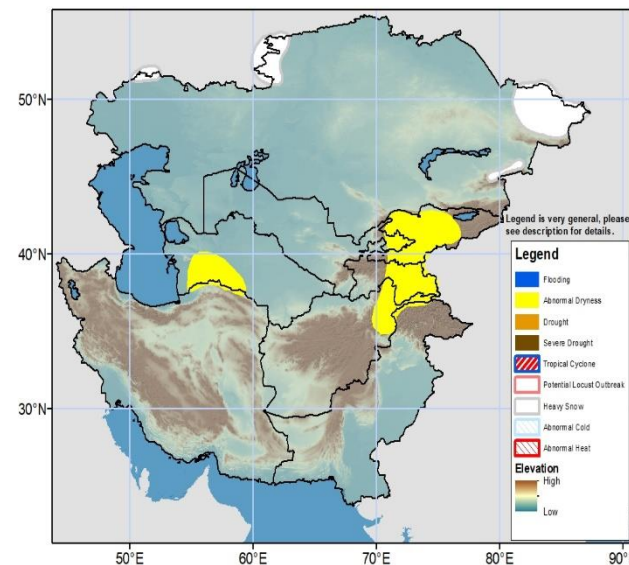 50°N
40°N
30°N
Legend is very general, please
see description for details.
Legend
Flooding
Abnormal Dryness
Drought
Severe Drought
Tropical Cyclone
Potential Locust Outbreak
Heavy Snow
Abnormal Cold
Abnormal Heat
Elevation
High
Low
50°E
60°E
70°E
80°E
90°E